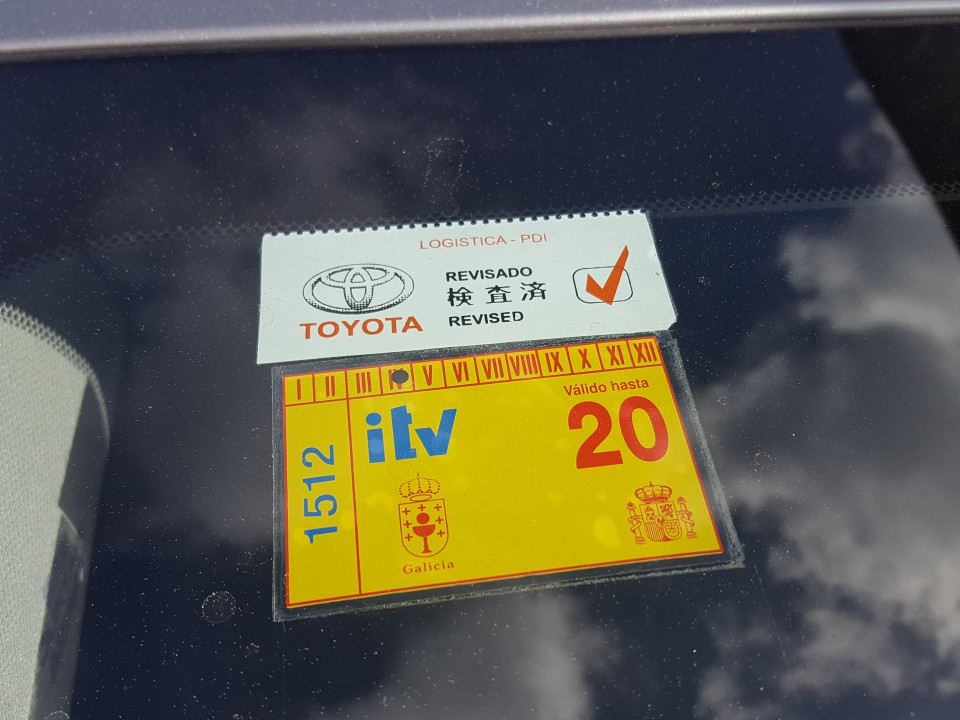 LOGISTICA - PDI
REVISADO
検査済
TOYOTA
REVISED
I II III V VI VII VIII IX X XI XII
Válido hasta
itv
20
1512
Galicia